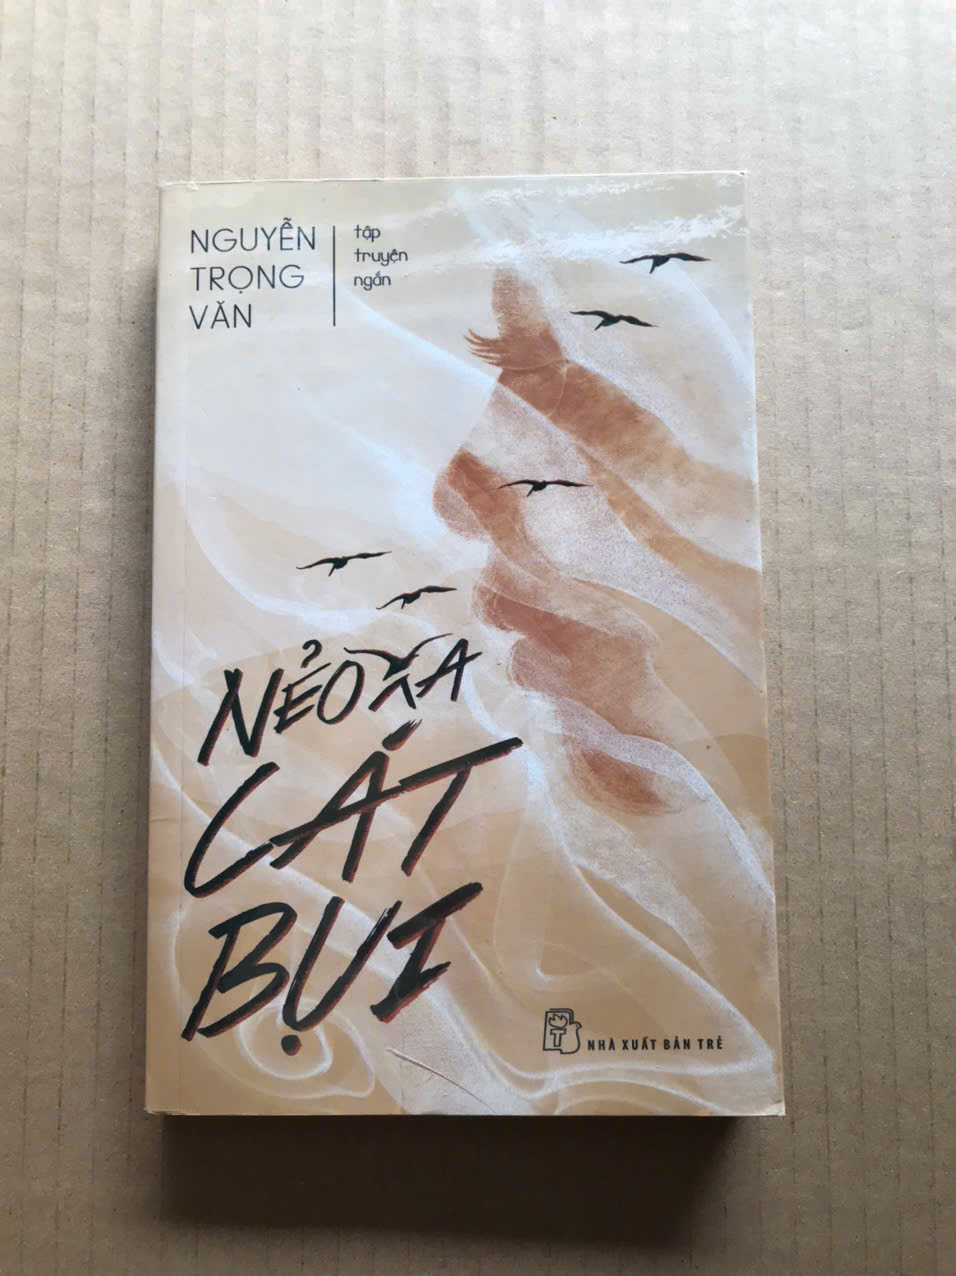 NGUYỄN
TRỌNG
VĂN
tập
truyện
ngắn
NẺO XA
CÁT
BỤI
NHÀ XUẤT BẢN TRẺ